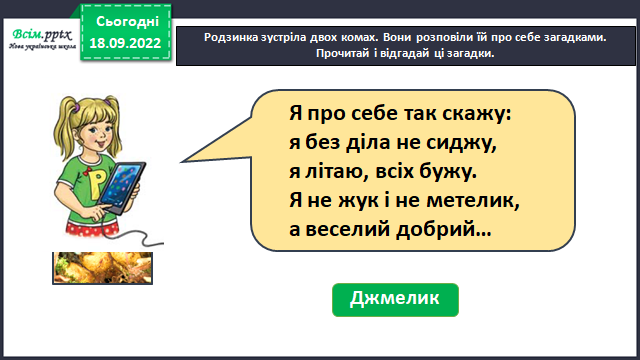 Всім.pptx
Нова українська школа
Сьогодні
18.09.2022
Родзинка зустріла двох комах. Вони розповіли їй про себе загадками.
Прочитай і відгадай ці загадки.
Я про себе так скажу:
я без діла не сиджу,
я літаю, всіх бужу.
Я не жук і не метелик,
а веселий добрий...
P
Джмелик